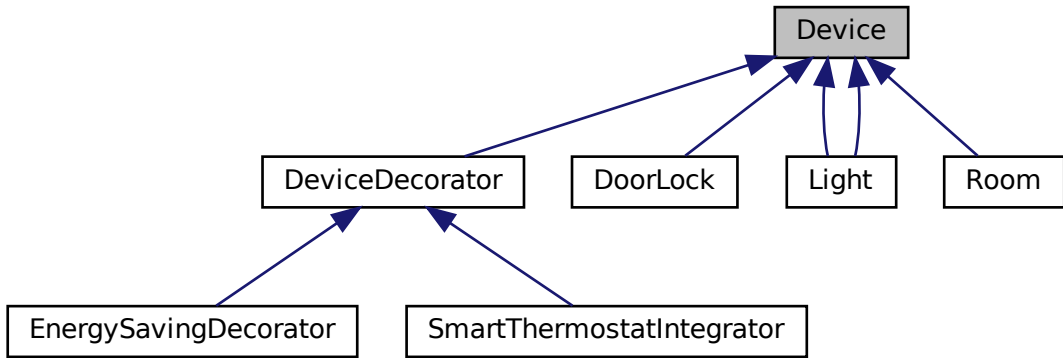 Device
DeviceDecorator
DoorLock
Light
Room
EnergySavingDecorator
SmartThermostatIntegrator